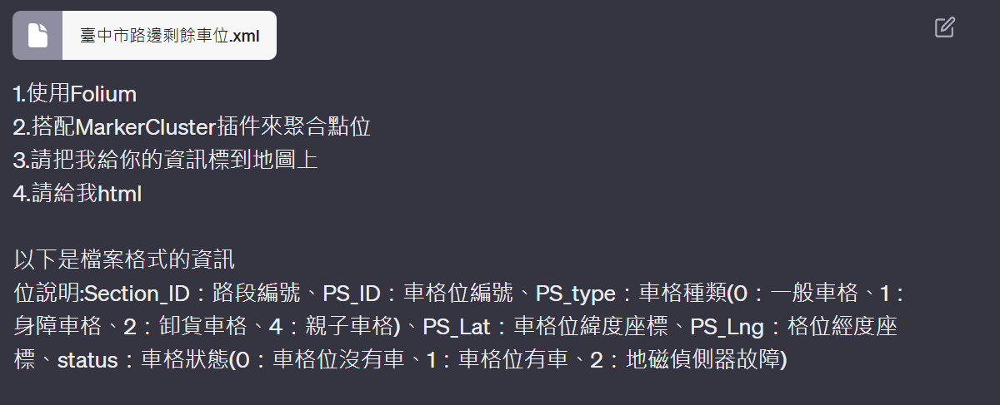 臺中市路邊剩餘車位.xml
1.使用Folium
2.搭配MarkerCluster插件來聚合點位
3.請把我給你的資訊標到地圖上
4.請給我html
以下是檔案格式的資訊
位說明:Section_ID：路段編號、PS_ID：車格位編號、PS_type：車格種類(0：一般車格、1：
身障車格、2：卸貨車格、4：親子車格)、PS_Lat：車格位緯度座標、PS_Lng：格位經度座
標、status：車格狀態(0：車格位沒有車、1：車格位有車、2：地磁偵側器故障)